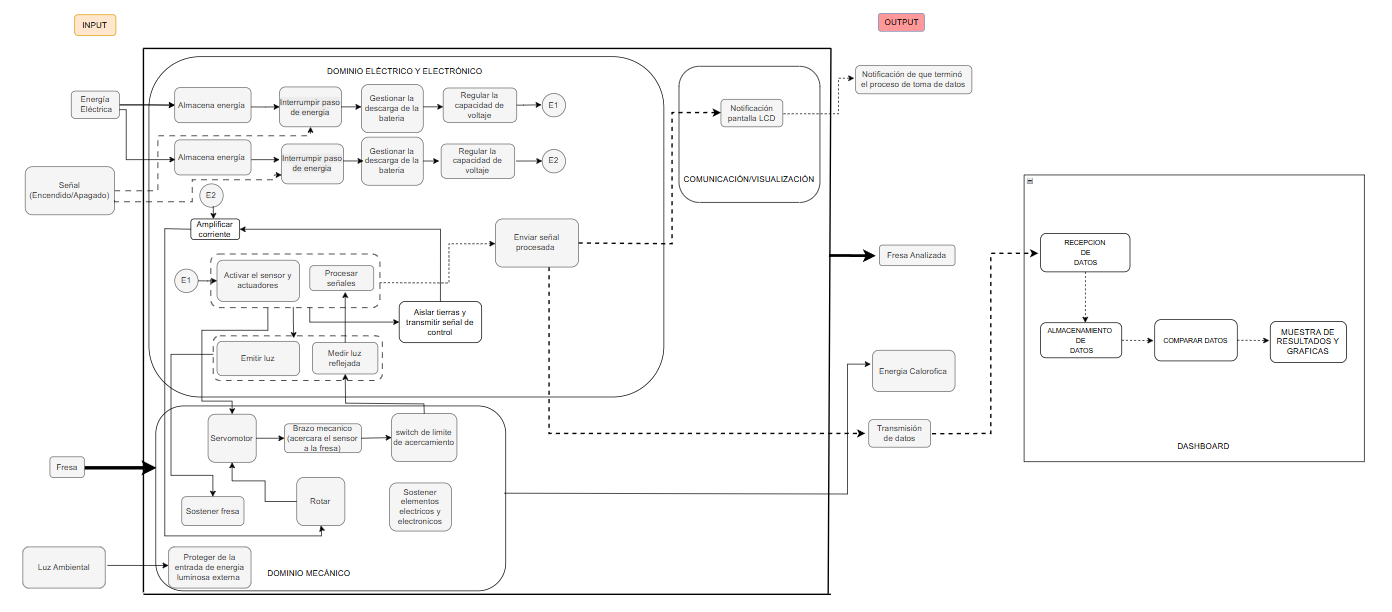 INPUT
OUTPUT
DOMINIO ELÉCTRICO Y ELECTRÓNICO
Energía
Eléctrica
Almacena energía
Interrumpir paso
de energía
Gestionar la
descarga de la
bateria
Regular la
capacidad de
voltaje
E1
Almacena energía
Interrumpir paso
de energia
Gestionar la
descarga de la
bateria
Regular la
capacidad de
voltaje
E2
Señal
(Encendido/Apagado)
E2
Amplificar
corriente
E1
Activar el sensor y
actuadores
Procesar
señales
Enviar señal
procesada
Aislar tierras y
transmitir señal de
control
Emitir luz
Medir luz
reflejada
Notificación
pantalla LCD
COMUNICACIÓN/VISUALIZACIÓN
Notificación de que terminó
el proceso de toma de datos
Fresa Analizada
Energia Calorofica
Transmisión
de datos
Fresa
Servomotor
Brazo mecanico
(acercara el sensor
a la fresa)
switch de limite
de acercamiento
Sostener fresa
Rotar
Sostener
elementos
electricos y
electronicos
Luz Ambiental
Proteger de la
entrada de energia
luminosa externa
DOMINIO MECÁNICO
RECEPCION
DE
DATOS
ALMACENAMIENTO
DE
DATOS
COMPARAR DATOS
MUESTRA DE
RESULTADOS Y
GRAFICAS
DASHBOARD